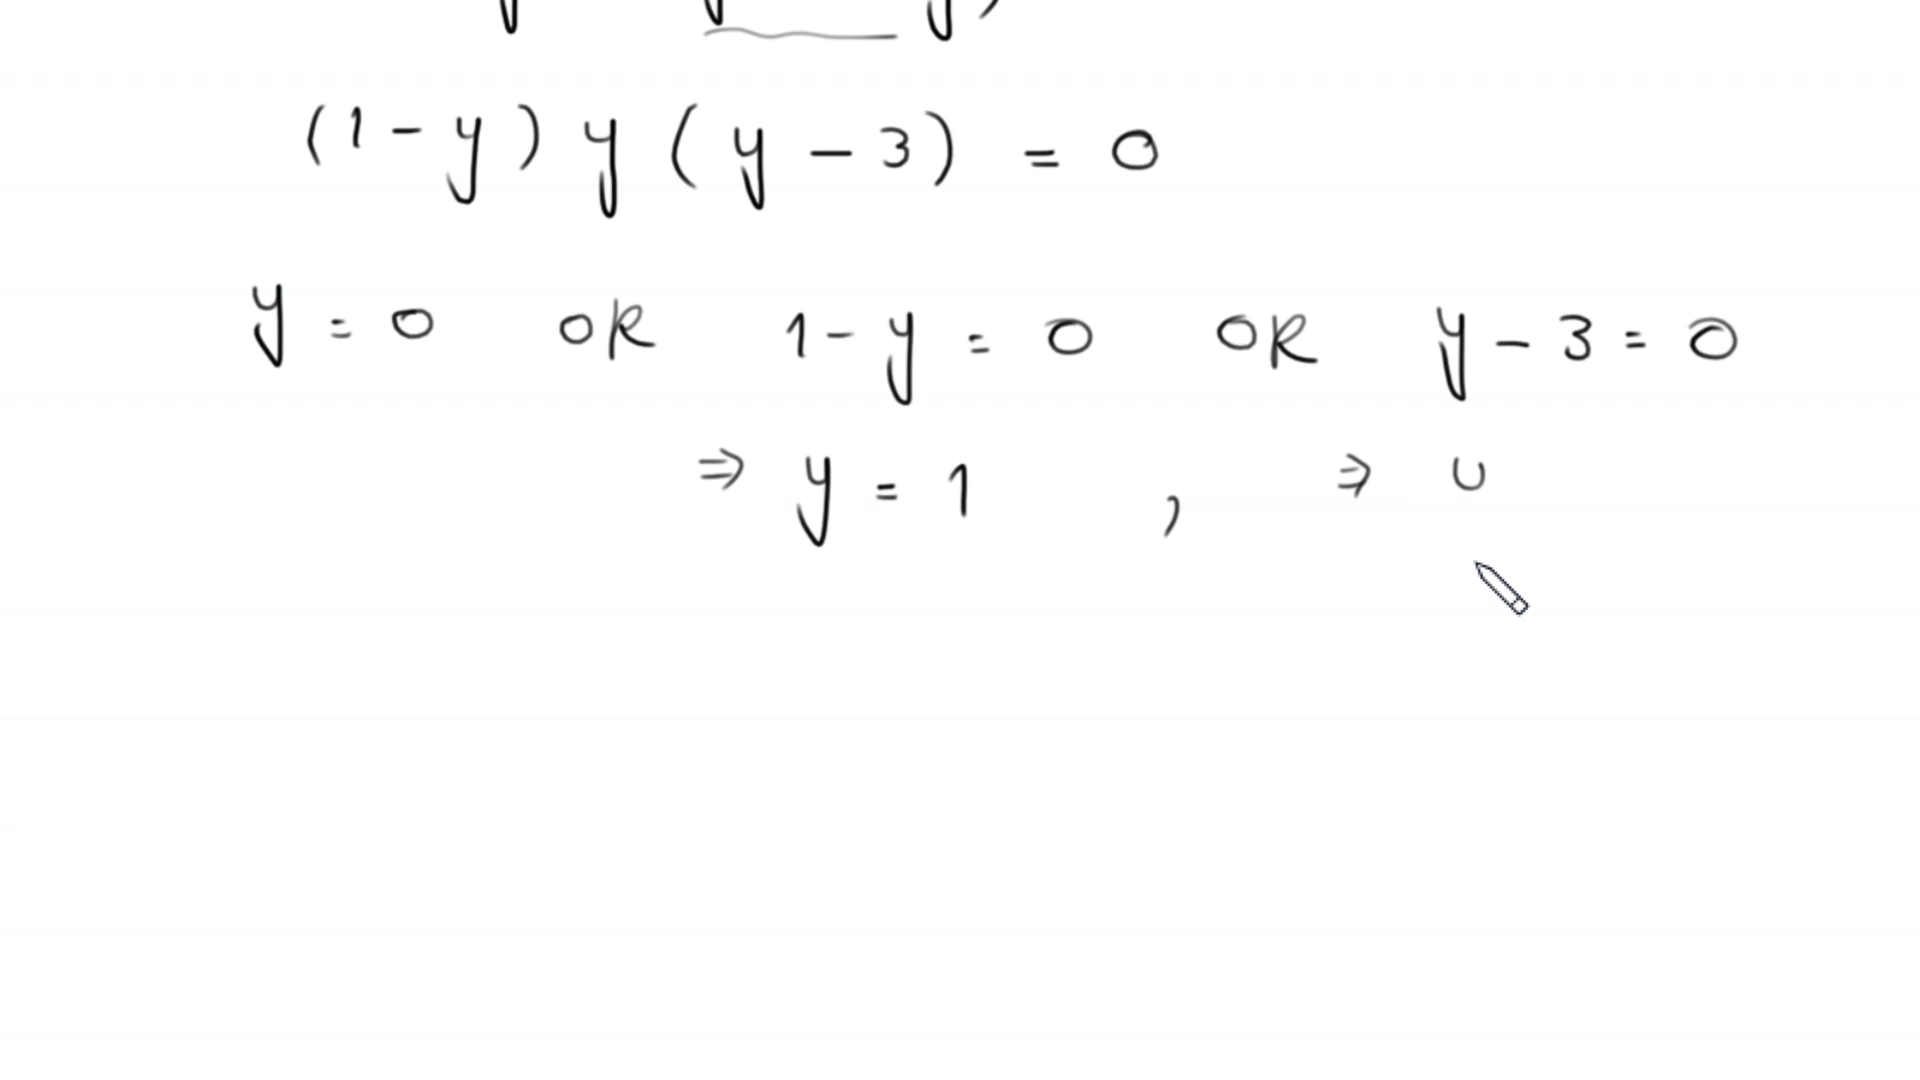 (1-y) y (y - 3) = 0
y = 0 OR 1 - y = 0 OR y - 3 = 0
⇒ y = 1 , ⇒